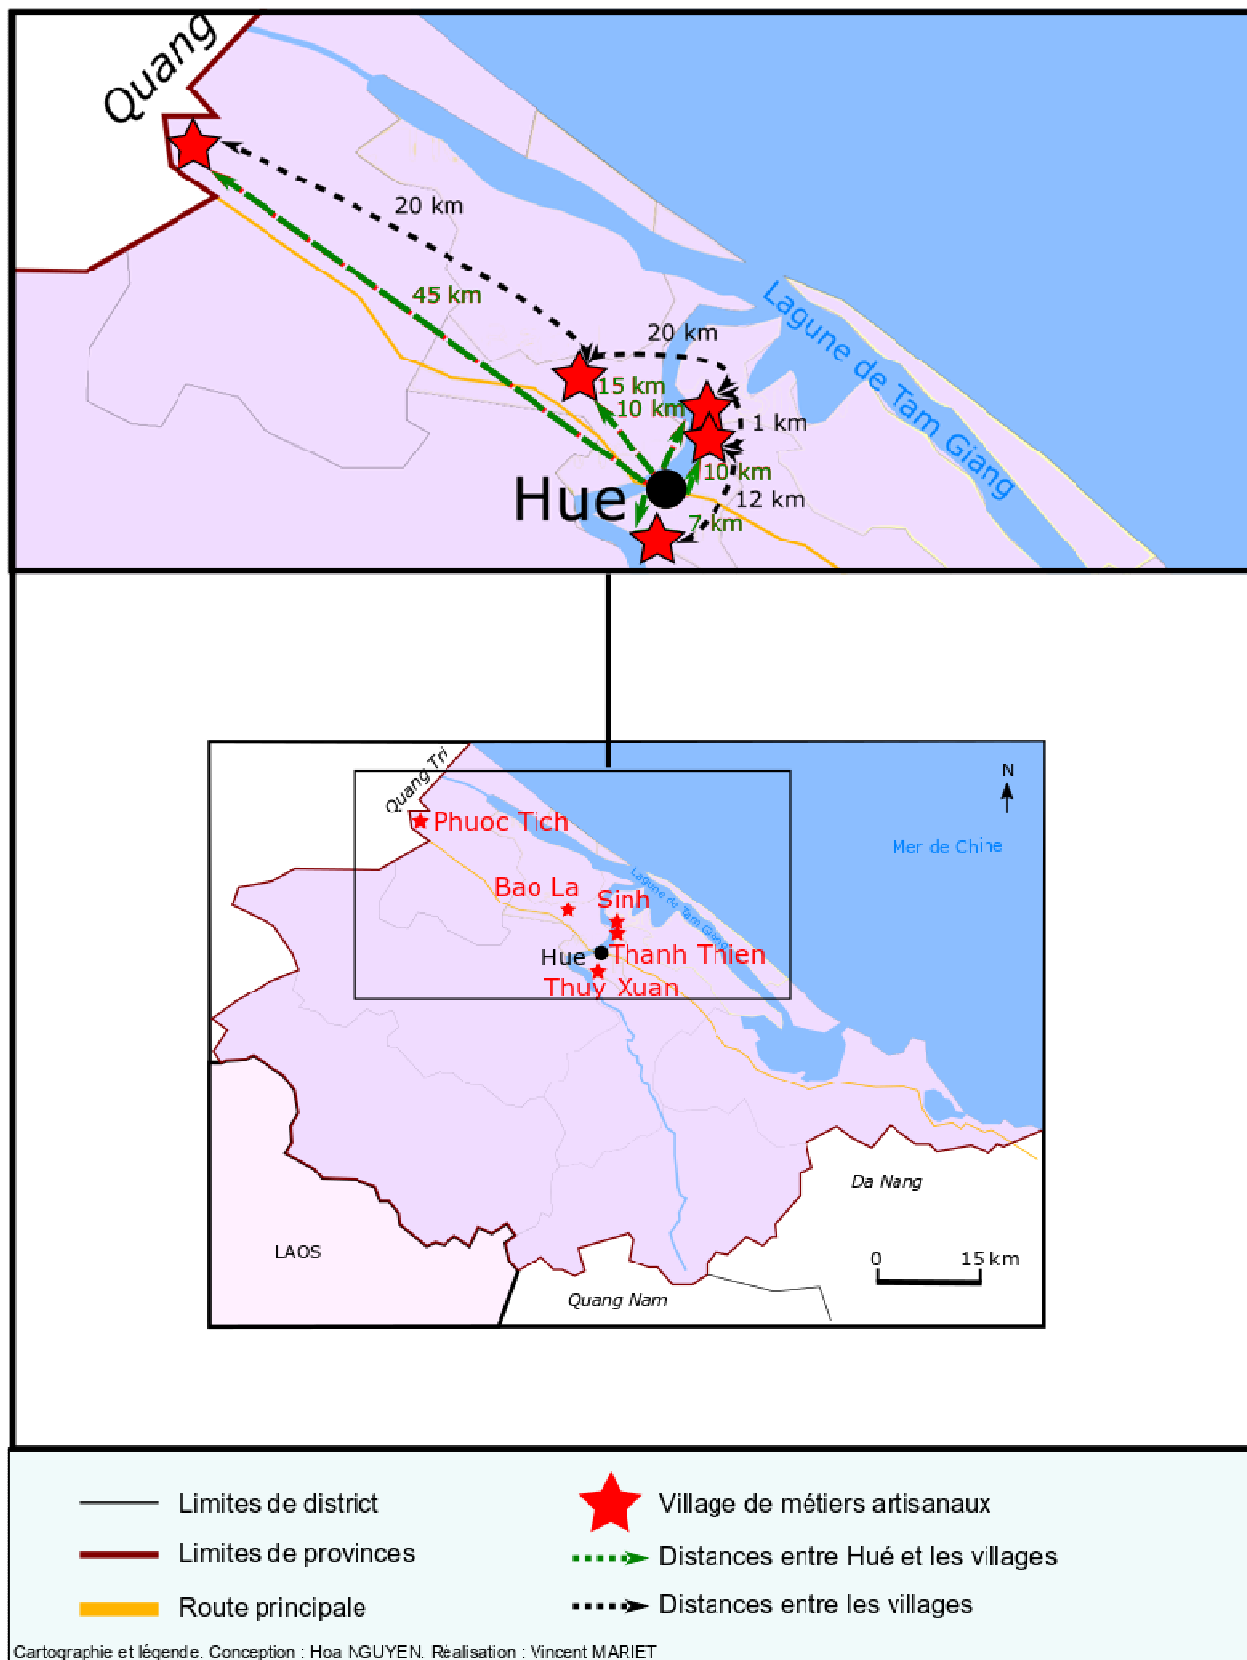 Quang
20 km
45 km
20 km
15 km
10 km
1 km
10 km
12 km
7 km
Hue
Lagune de Tam Giang
Quang Tri
N
Phuoc Tich
Mer de Chine
Bao La
Sinh
Lagune de Tam Giang
Hue
Thanh Thien
Thuy Xuan
Da Nang
LAOS
0 15 km
Quang Nam
Limites de district
Village de métiers artisanaux
Limites de provinces
Distances entre Hué et les villages
Route principale
Distances entre les villages
Cartographie et légende. Conception : Hoa NGUYEN. Réalisation : Vincent MARIET